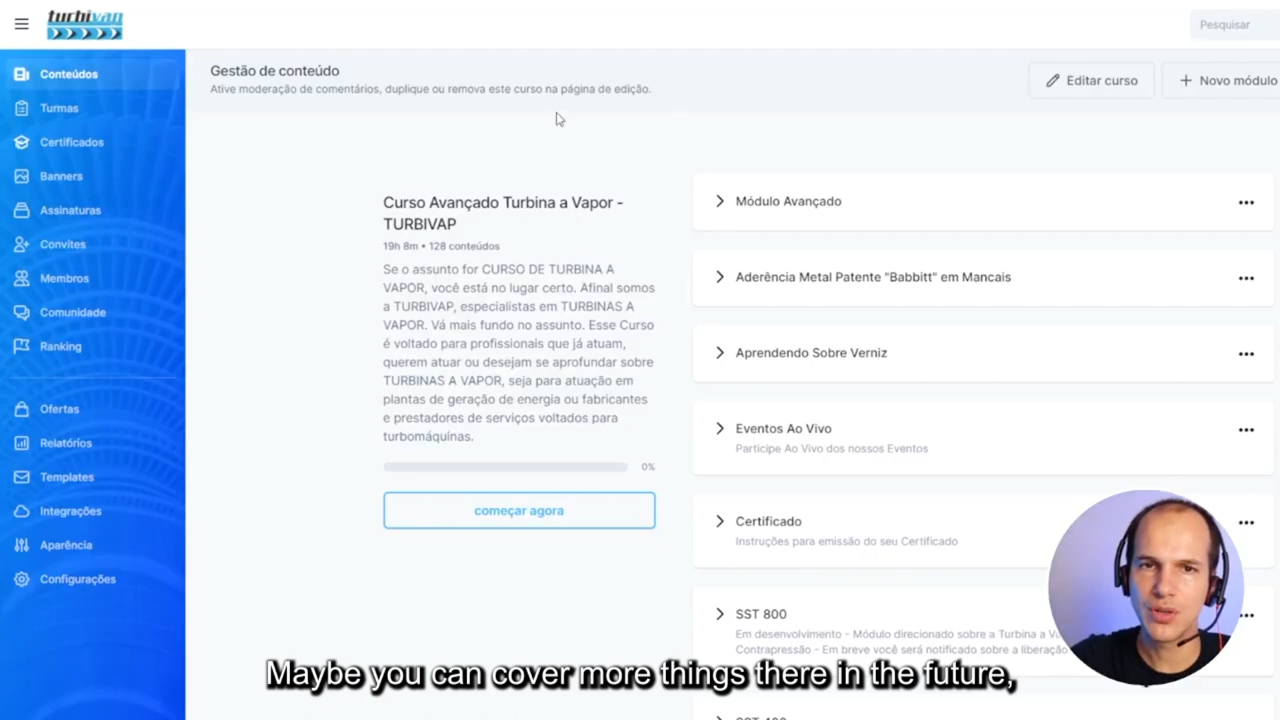 turbivap
Pesquisar
Conteúdos
Turmas
Certificados
Banners
Assinaturas
Convites
Membros
Comunidade
Ranking
Ofertas
Relatórios
Templates
Integrações
Aparência
Configurações
Gestão de conteúdo
Ative moderação de comentários, duplique ou remova este curso na página de edição.
Editar curso
Novo módulo
Curso Avançado Turbina a Vapor -
TURBIVAP
19h 8m • 128 conteúdos
Se o assunto for CURSO DE TURBINA A
VAPOR, você está no lugar certo. Afinal somos
a TURBIVAP, especialistas em TURBINAS A
VAPOR. Vá mais fundo no assunto. Esse Curso
é voltado para profissionais que já atuam,
querem atuar ou desejam se aprofundar sobre
TURBINAS A VAPOR, seja para atuação em
plantas de geração de energia ou fabricantes
e prestadores de serviços voltados para
turbomáquinas.
0%
começar agora
Módulo Avançado
Aderência Metal Patente "Babbitt" em Mancais
Aprendendo Sobre Verniz
Eventos Ao Vivo
Participe Ao Vivo dos nossos Eventos
Certificado
Instruções para emissão do seu Certificado
SST 800
Em desenvolvimento - Módulo direcionado sobre a Turbina a
Contrapressão - Em breve você será notificado sobre a liberação
Maybe you can cover more things there in the future,